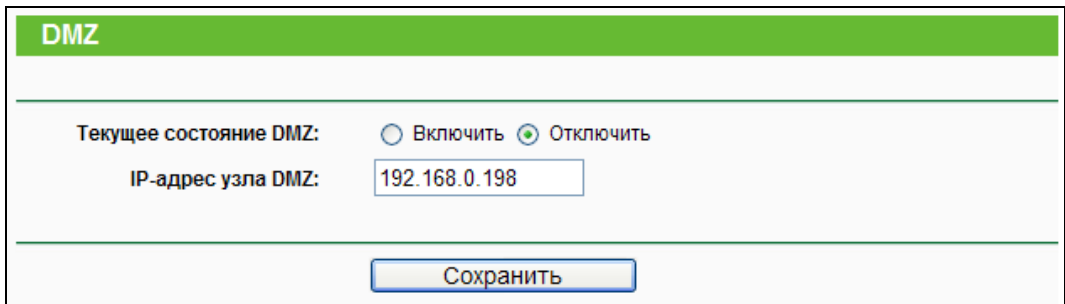 DMZ
Текущее состояние DMZ: Включить Отключить
IP-адрес узла DMZ: 192.168.0.198
Сохранить